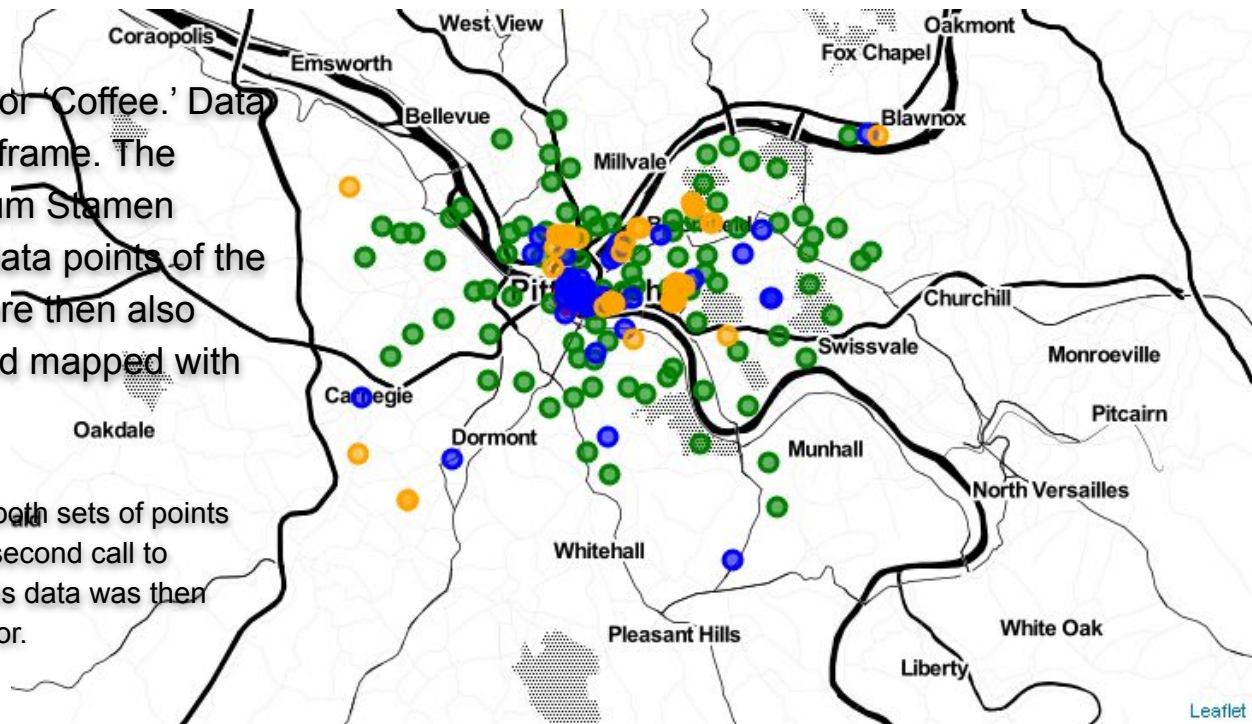 or ‘Coffee.’ Data
frame. The
um Stamen
ata points of the
re then also
d mapped with
both sets of points
second call to
s data was then
or.
Coraopolis
West View
Oakmont
Fox Chapel
Emsworth
Bellevue
Blawnox
Millvale
Churchill
Swissvale
Monroeville
Carnegie
Pitcairn
Oakdale
Dormont
Munhall
North Versailles
Whitehall
White Oak
Pleasant Hills
Liberty
Leaflet